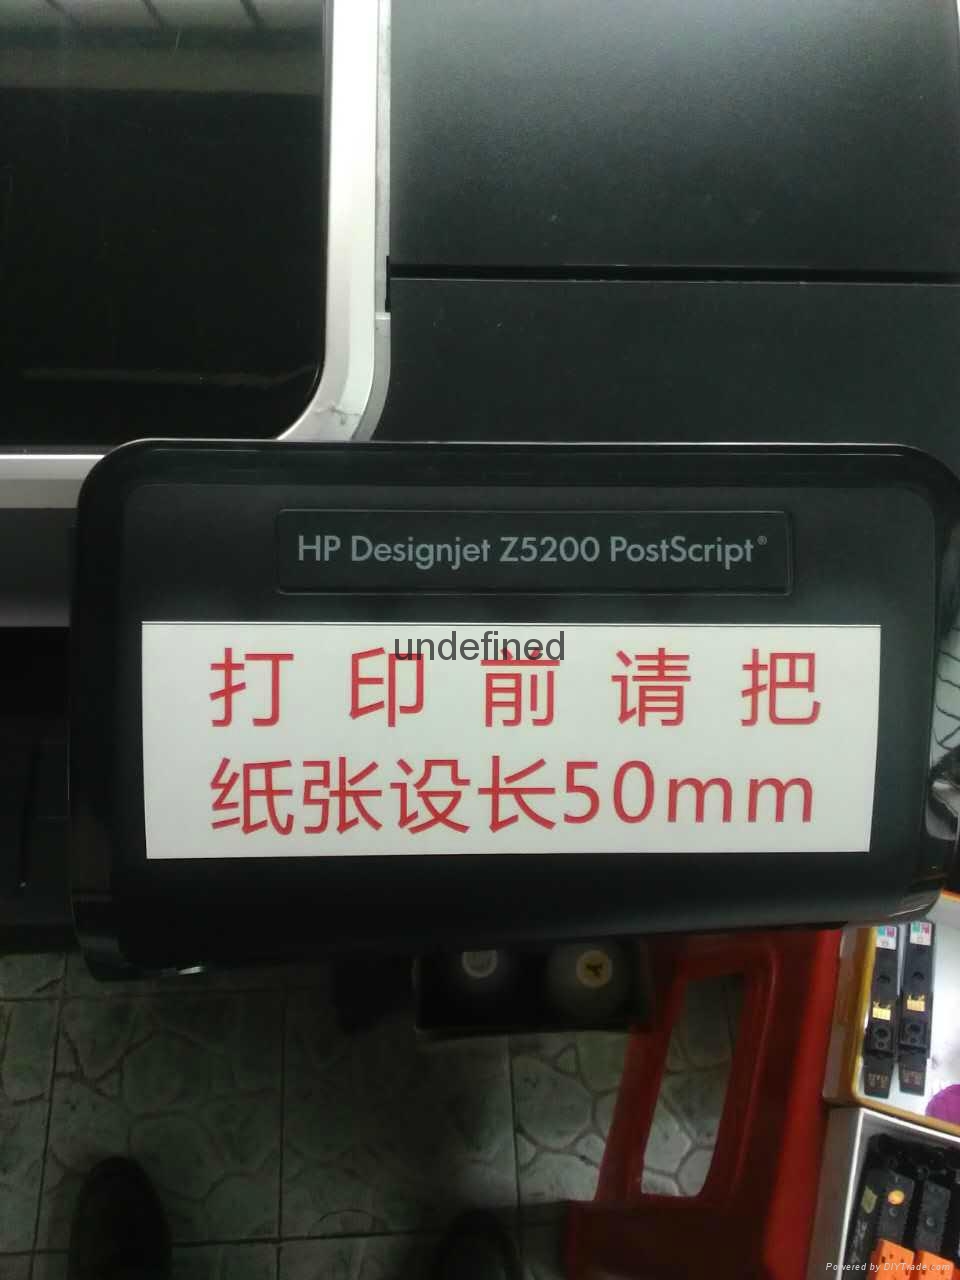 HP Designjet Z5200 PostScript®
undefined
打印前请把
纸张设长50mm
Powered by DIYTrade.com